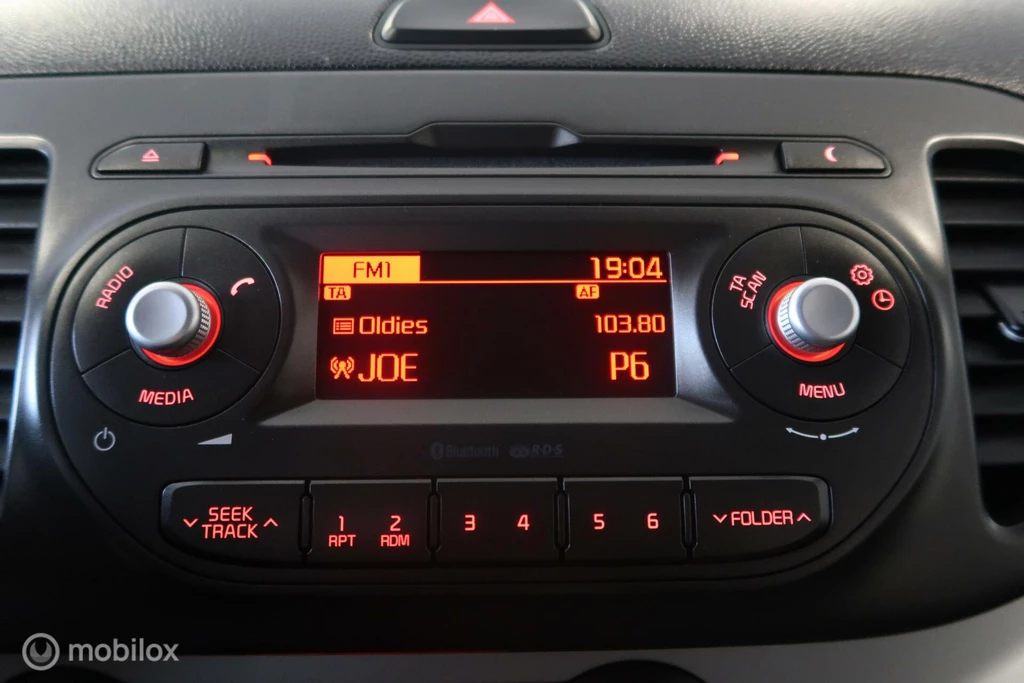 FM1 19:04
TA AF
Oldies 103.80
JOE P6
RADIO
MEDIA
TA
SCAN
MENU
Bluetooth RDS
SEEK
TRACK
1 2 3 4 5 6
RPT RDM
FOLDER
mobilox